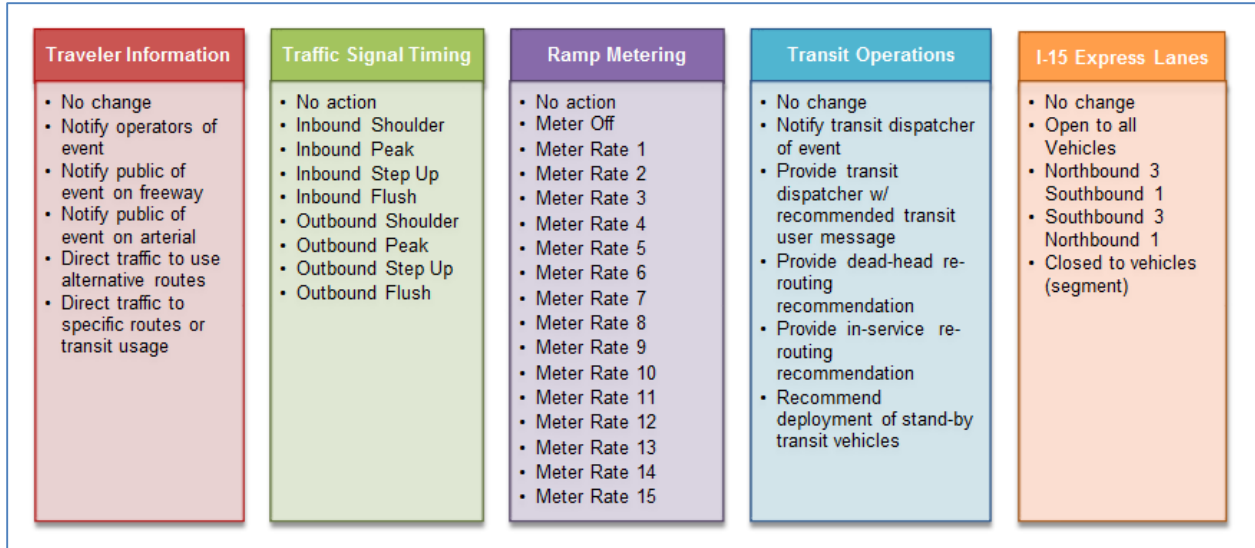 Traveler Information
• No change
• Notify operators of
event
• Notify public of
event on freeway
• Notify public of
event on arterial
• Direct traffic to use
alternative routes
• Direct traffic to
specific routes or
transit usage
Traffic Signal Timing
• No action
• Inbound Shoulder
• Inbound Peak
• Inbound Step Up
• Inbound Flush
• Outbound Shoulder
• Outbound Peak
• Outbound Step Up
• Outbound Flush
Ramp Metering
• No action
• Meter Off
• Meter Rate 1
• Meter Rate 2
• Meter Rate 3
• Meter Rate 4
• Meter Rate 5
• Meter Rate 6
• Meter Rate 7
• Meter Rate 8
• Meter Rate 9
• Meter Rate 10
• Meter Rate 11
• Meter Rate 12
• Meter Rate 13
• Meter Rate 14
• Meter Rate 15
Transit Operations
• No change
• Notify transit dispatcher
of event
• Provide transit
dispatcher w/
recommended transit
user message
• Provide dead-head re-
routing
recommendation
• Provide in-service re-
routing
recommendation
• Recommend
deployment of stand-by
transit vehicles
I-15 Express Lanes
• No change
• Open to all
Vehicles
• Northbound 3
Southbound 1
• Southbound 3
Northbound 1
• Closed to vehicles
(segment)